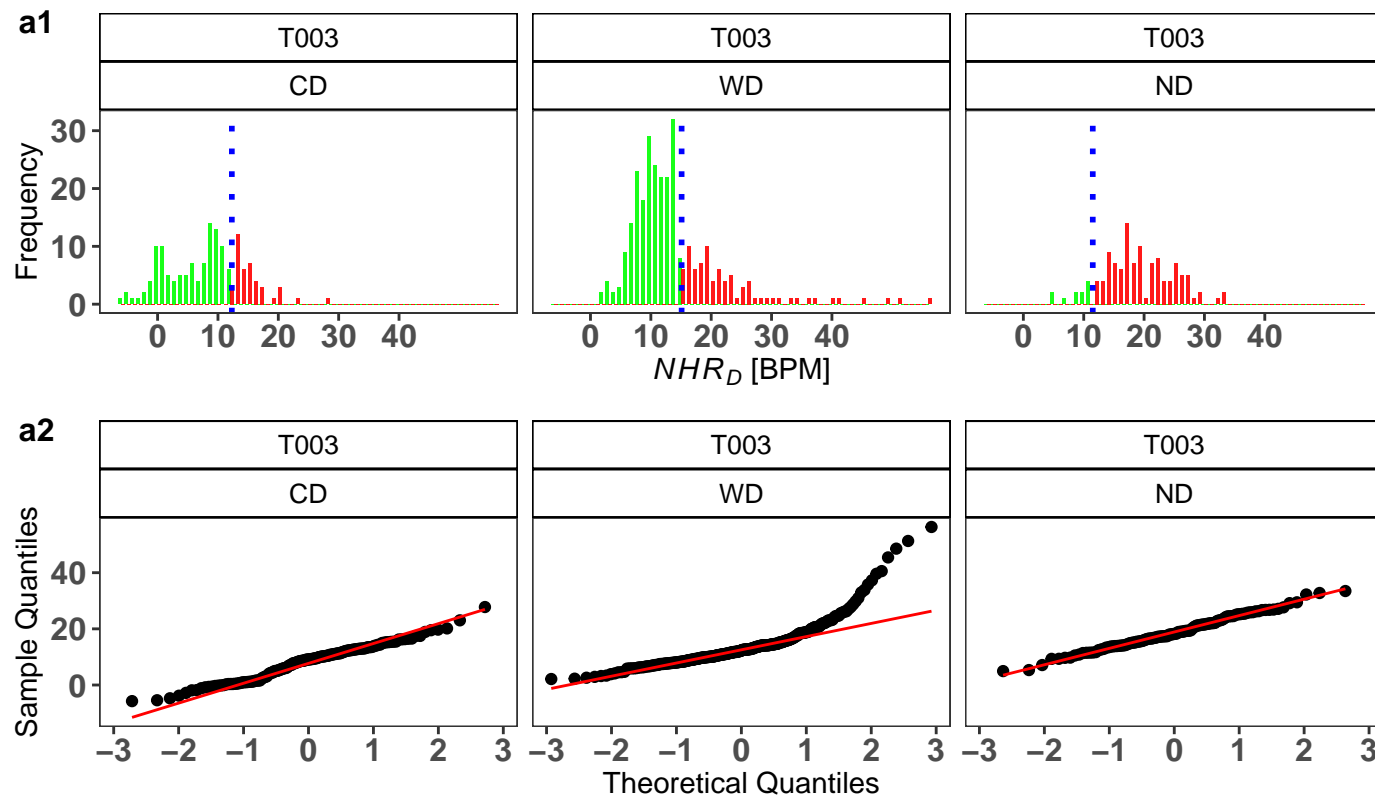 a1
T003 T003 T003
CD WD ND
Frequency
30
20
10
0
0 10 20 30 40 0 10 20 30 40 0 10 20 30 40
NHR_D [BPM]
a2
T003 T003 T003
CD WD ND
Sample Quantiles
40
20
0
−3 −2 −1 0 1 2 3 −3 −2 −1 0 1 2 3 −3 −2 −1 0 1 2 3
Theoretical Quantiles